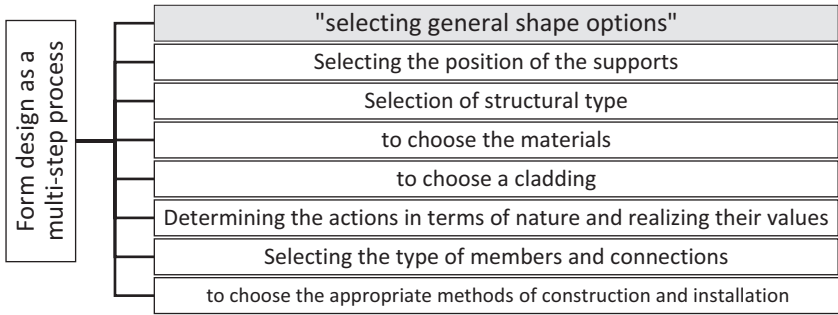 Form design as a
multi-step process
"selecting general shape options"
Selecting the position of the supports
Selection of structural type
to choose the materials
to choose a cladding
Determining the actions in terms of nature and realizing their values
Selecting the type of members and connections
to choose the appropriate methods of construction and installation